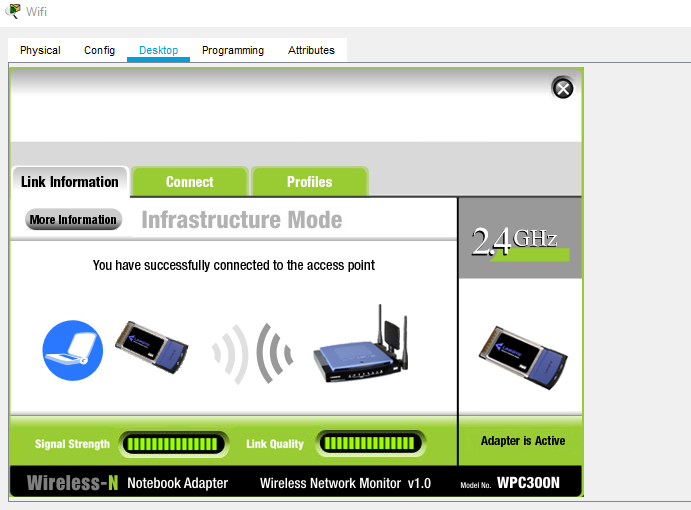 Wifi
Physical Config Desktop Programming Attributes
Link Information Connect Profiles
More Information Infrastructure Mode
2.4GHz
You have successfully connected to the access point
Signal Strength Link Quality Adapter is Active
Wireless-N Notebook Adapter Wireless Network Monitor v1.0 Model No. WPC300N